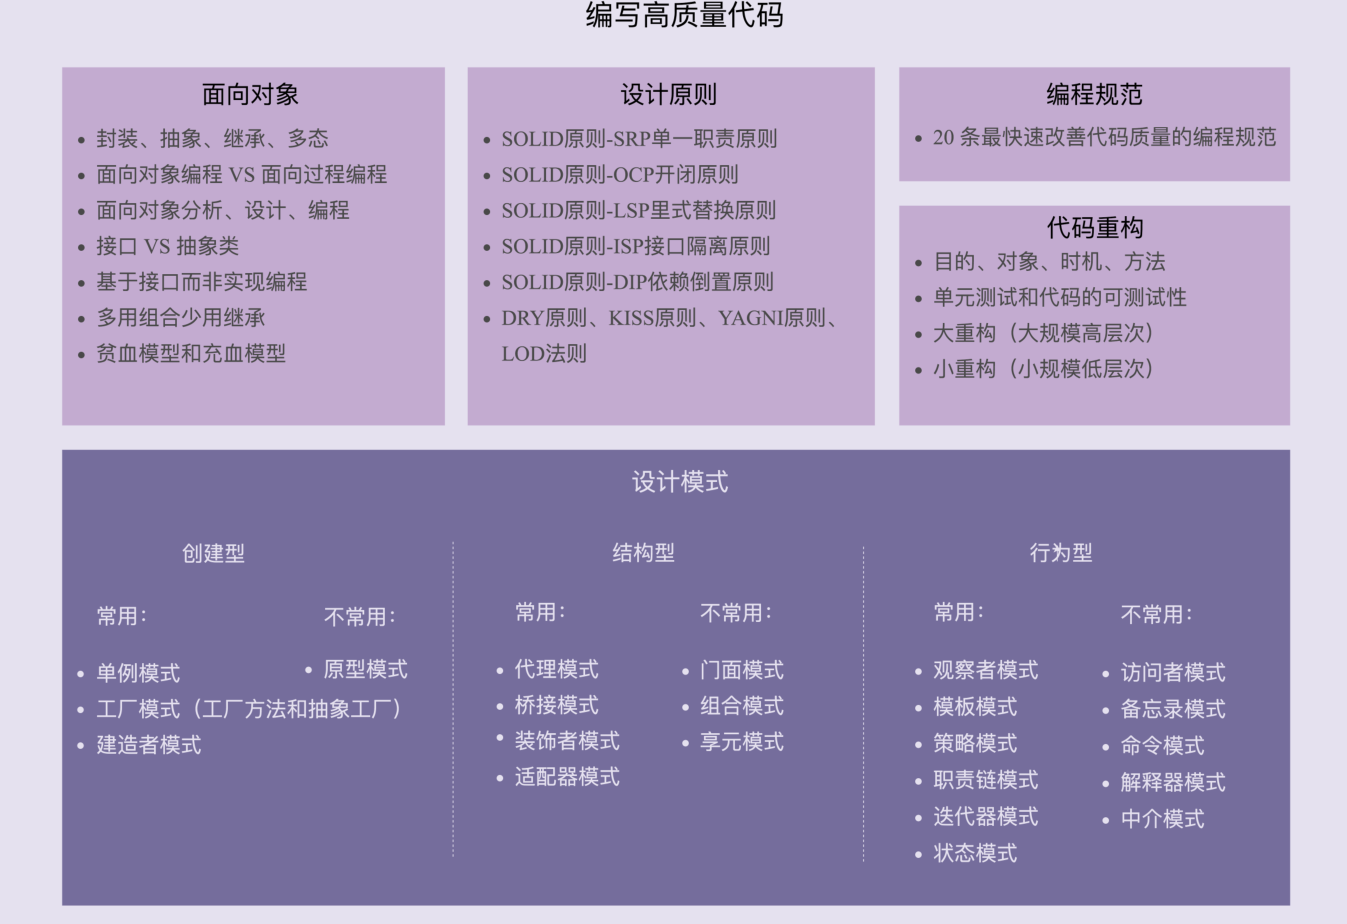 编写高质量代码
面向对象
• 封装、抽象、继承、多态
• 面向对象编程 VS 面向过程编程
• 面向对象分析、设计、编程
• 接口 VS 抽象类
• 基于接口而非实现编程
• 多用组合少用继承
• 贫血模型和充血模型
设计原则
• SOLID原则-SRP单一职责原则
• SOLID原则-OCP开闭原则
• SOLID原则-LSP里式替换原则
• SOLID原则-ISP接口隔离原则
• SOLID原则-DIP依赖倒置原则
• DRY原则、KISS原则、YAGNI原则、
LOD法则
编程规范
• 20 条最快速改善代码质量的编程规范
代码重构
• 目的、对象、时机、方法
• 单元测试和代码的可测试性
• 大重构（大规模高层次）
• 小重构（小规模低层次）
设计模式
创建型
常用：
• 单例模式
• 工厂模式（工厂方法和抽象工厂）
• 建造者模式
不常用：
• 原型模式
结构型
常用：
• 代理模式
• 桥接模式
• 装饰者模式
• 适配器模式
不常用：
• 门面模式
• 组合模式
• 享元模式
行为型
常用：
• 观察者模式
• 模板模式
• 策略模式
• 职责链模式
• 迭代器模式
• 状态模式
不常用：
• 访问者模式
• 备忘录模式
• 命令模式
• 解释器模式
• 中介模式